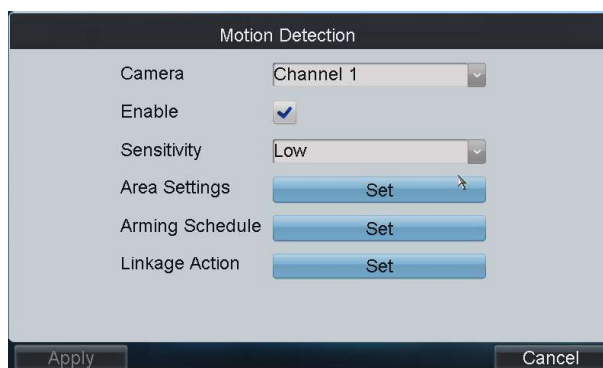 Motion Detection
Camera Channel 1
Enable
Sensitivity Low
Area Settings Set
Arming Schedule Set
Linkage Action Set
Apply Cancel